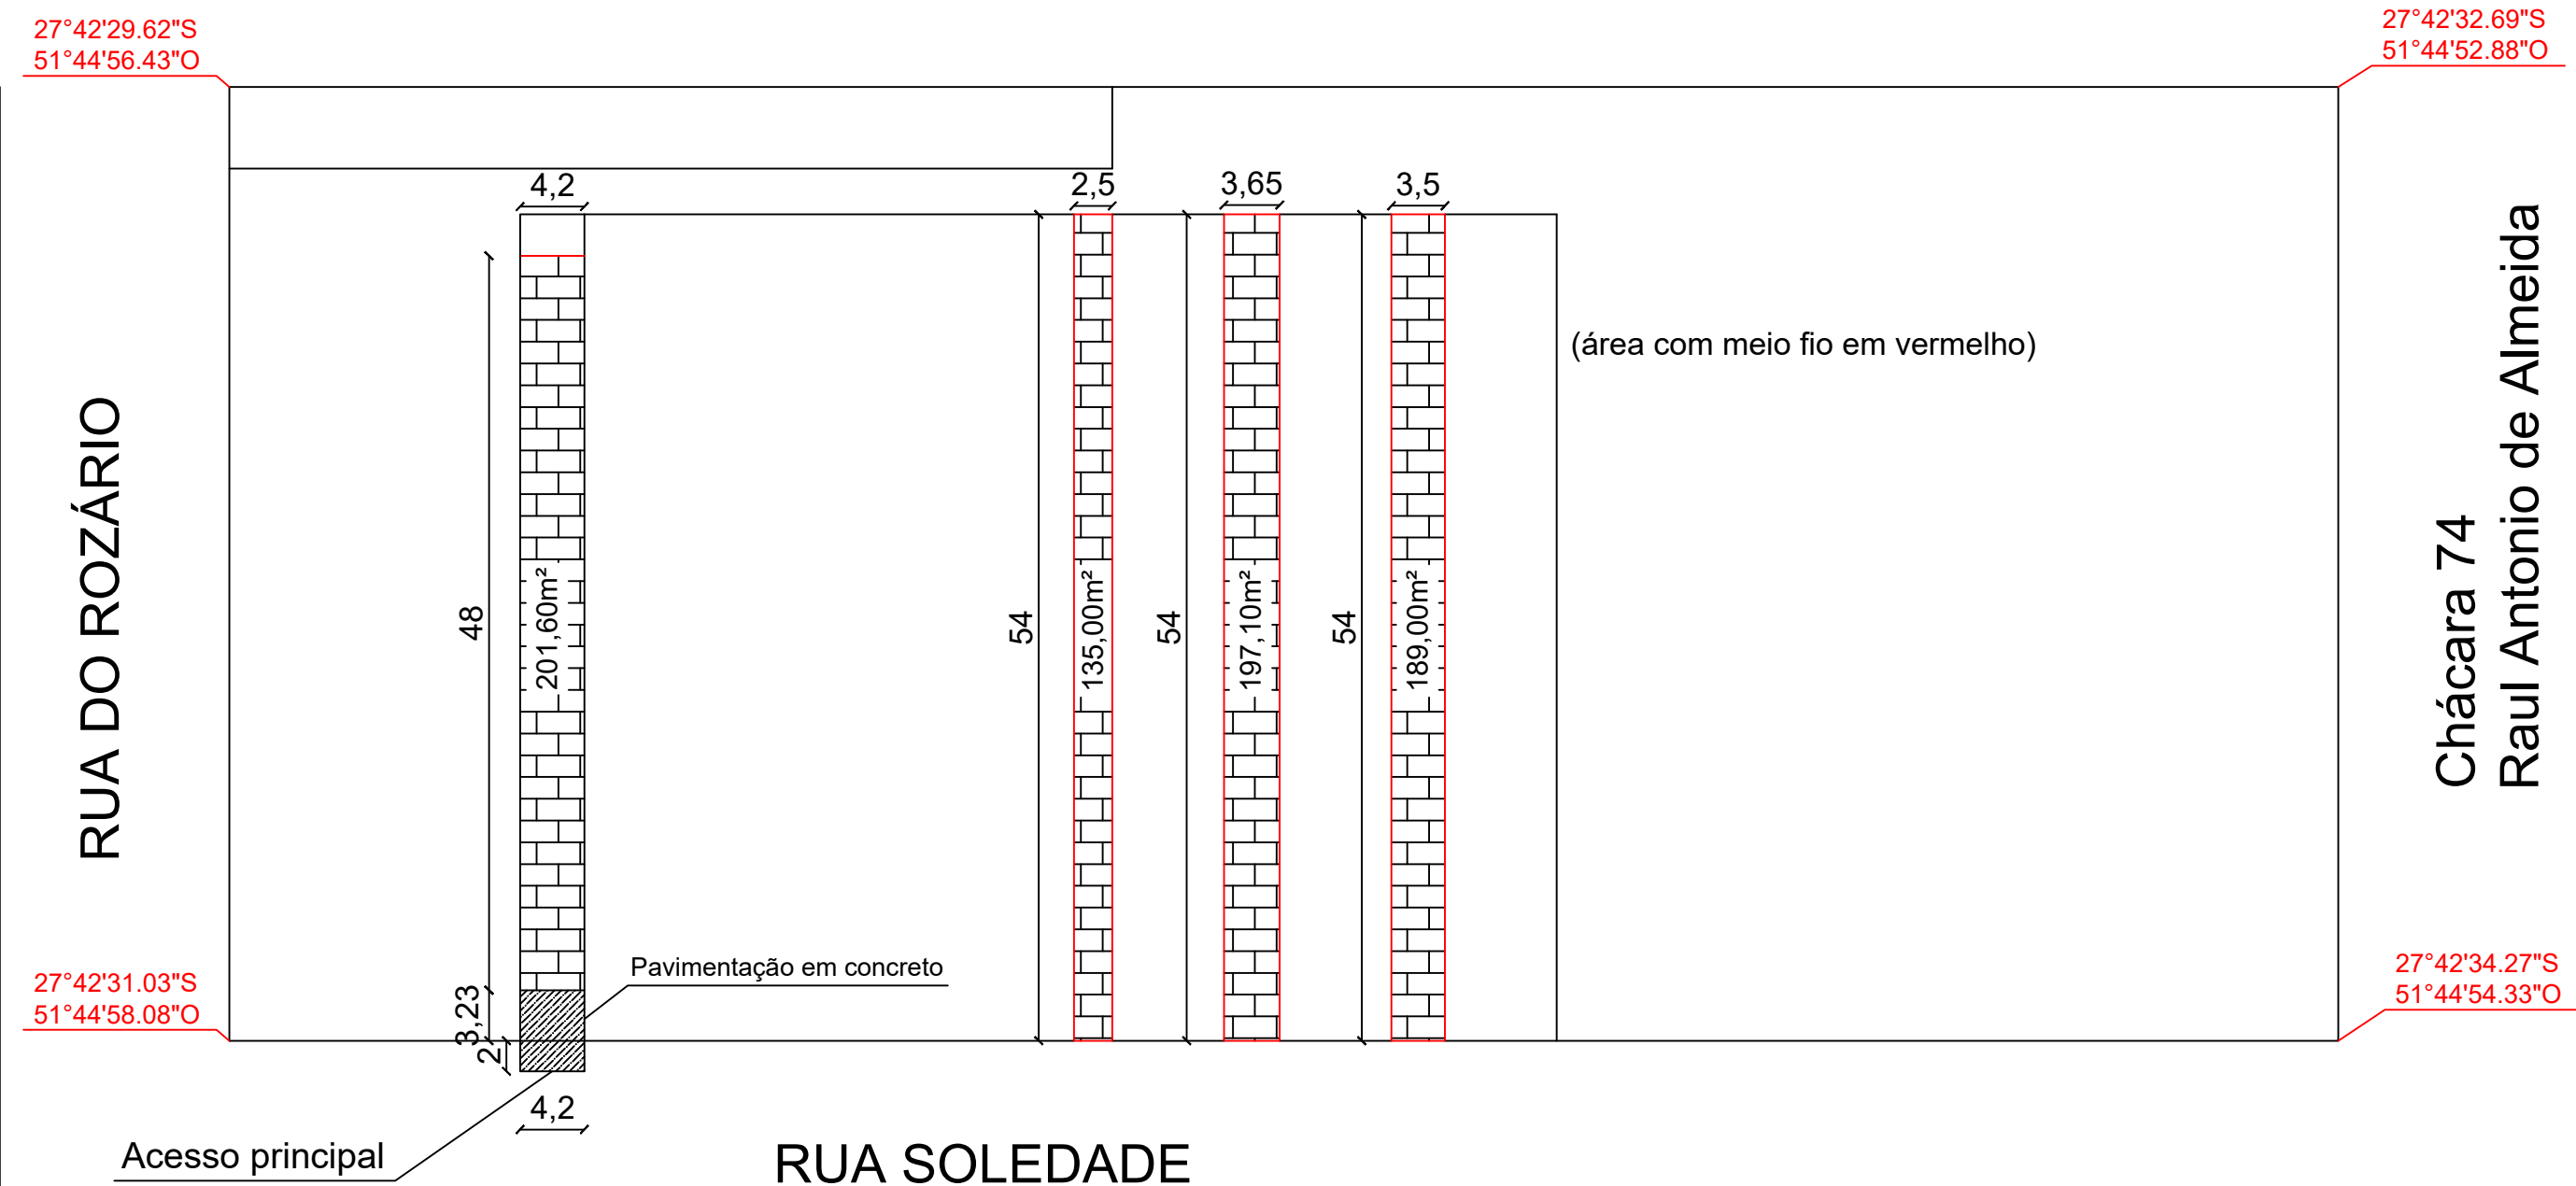 27°42'29.62"S
51°44'56.43"O
27°42'32.69"S
51°44'52.88"O
4,2
2,5
3,65
3,5
(área com meio fio em vermelho)
RUA DO ROZÁRIO
48
201,60m²
54
135,00m²
54
197,10m²
54
189,00m²
Chácara 74
Raul Antonio de Almeida
Pavimentação em concreto
27°42'31.03"S
51°44'58.08"O
3,23
2
27°42'34.27"S
51°44'54.33"O
4,2
Acesso principal
RUA SOLEDADE